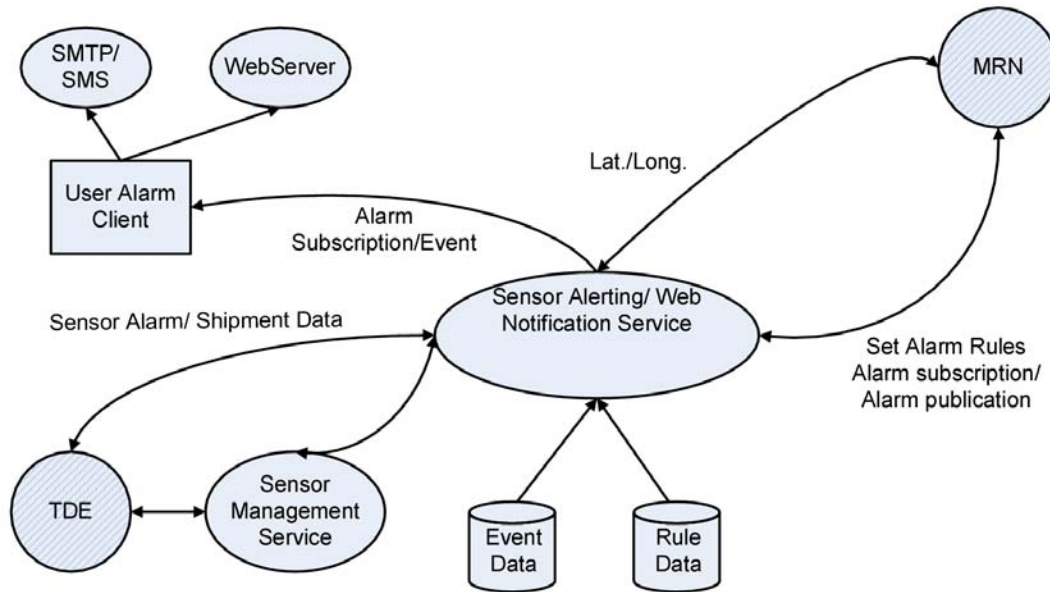 SMTP/
SMS
WebServer
MRN
User Alarm
Client
Lat./Long.
Alarm
Subscription/Event
Sensor Alerting/ Web
Notification Service
Sensor Alarm/ Shipment Data
Set Alarm Rules
Alarm subscription/
Alarm publication
TDE
Sensor
Management
Service
Event
Data
Rule
Data